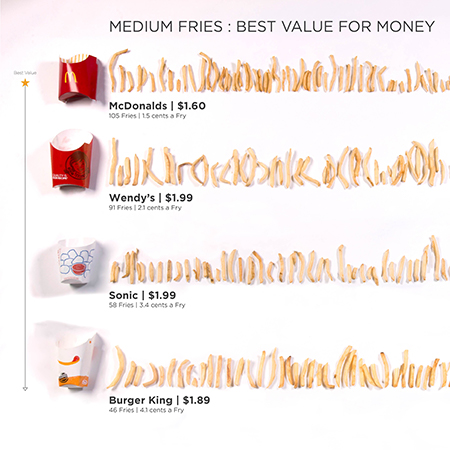 MEDIUM FRIES : BEST VALUE FOR MONEY
Best Value
McDonalds | $1.60
105 Fries | 1.5 cents a Fry
Wendy's | $1.99
91 Fries | 2.1 cents a Fry
Sonic | $1.99
58 Fries | 3.4 cents a Fry
Burger King | $1.89
46 Fries | 4.1 cents a Fry